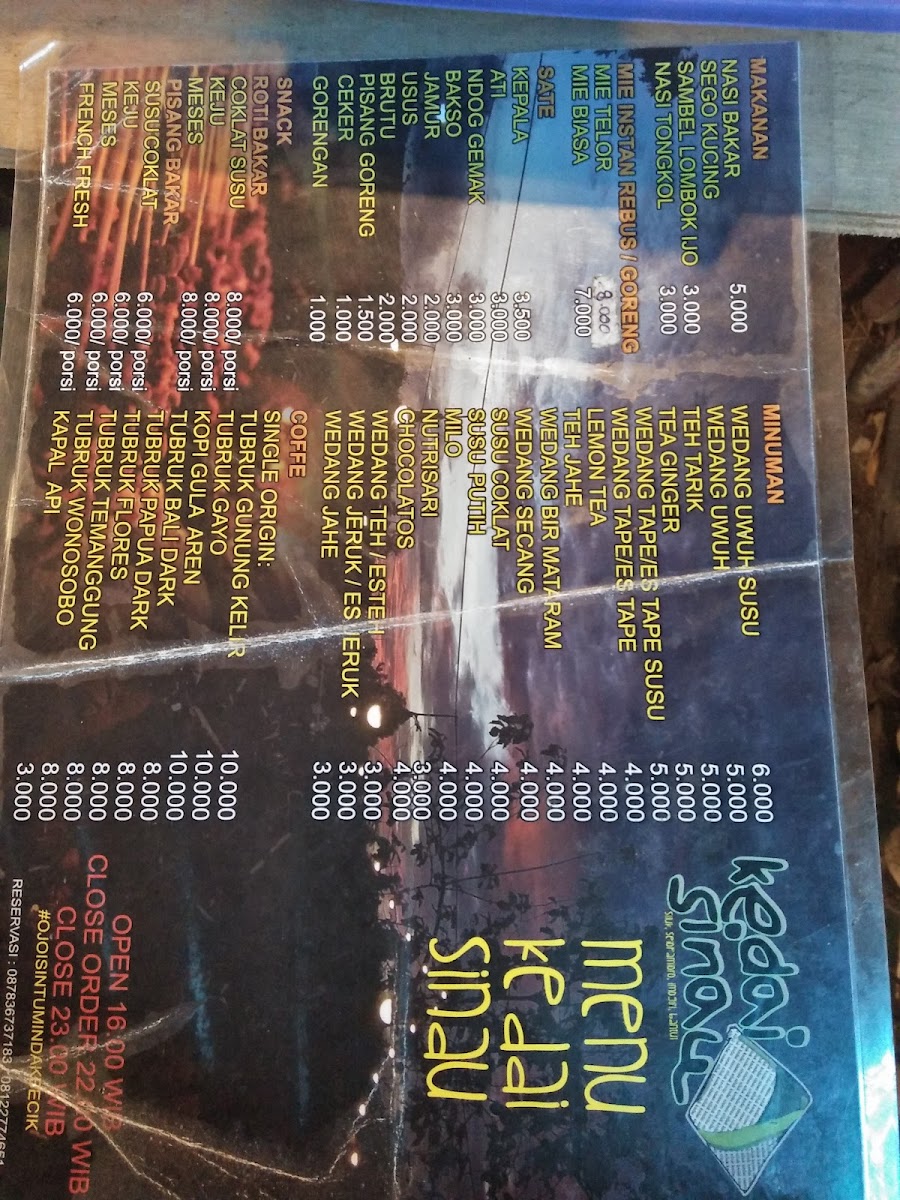 MAKANAN
NASI BAKAR 5.000
SEGO KUCING
SAMBEL LOMBOK IJO 3.000
NASI TONGKOL 3.000
MIE INSTAN REBUS / GORENG
MIE TELOR 8.000
MIE BIASA 7.000
SATE
KEPALA 3.500
ATI 3.000
NDOG GEMAK 3.000
BAKSO 3.000
JAMUR 2.000
USUS 2.000
BRUTU 2.000
PISANG GORENG 1.500
CEKER 1.000
GORENGAN 1.000
SNACK
ROTI BAKAR
COKLAT SUSU 8.000/ porsi
KEJU 8.000/ porsi
MESES 8.000/ porsi
PISANG BAKAR
SUSU/COKLAT 6.000/ porsi
KEJU 6.000/ porsi
MESES 6.000/ porsi
FRENCH FRESH 6.000/ porsi
MINUMAN
WEDANG UWUH SUSU 6.000
WEDANG UWUH 5.000
TEH TARIK 5.000
TEA GINGER 5.000
WEDANG TAPE/ES TAPE SUSU 5.000
WEDANG TAPE/ES TAPE 4.000
LEMON TEA 4.000
TEH JAHE 4.000
WEDANG BIR MATARAM 4.000
WEDANG SECANG 4.000
SUSU COKLAT 4.000
SUSU PUTIH 4.000
MILO 4.000
NUTRISARI 3.000
CHOCOLATOS 4.000
WEDANG TEH / ESTEH 3.000
WEDANG JERUK / ES JERUK 3.000
WEDANG JAHE 3.000
COFFE
SINGLE ORIGIN:
TUBRUK GUNUNG KELIR 10.000
TUBRUK GAYO 10.000
KOPI GULA AREN 10.000
TUBRUK BALI DARK 8.000
TUBRUK PAPUA DARK 8.000
TUBRUK FLORES 8.000
TUBRUK TEMANGGUNG 8.000
TUBRUK WONOSOBO 8.000
KAPAL API 3.000
kedai
sinau
menu
kedai
sinau
OPEN 16.00 WIB
CLOSE ORDER 22.00 WIB
CLOSE 23.00 WIB
#OJOISINTUMINDAKBECIK
RESERVASI : 087836737183 / 08122774651